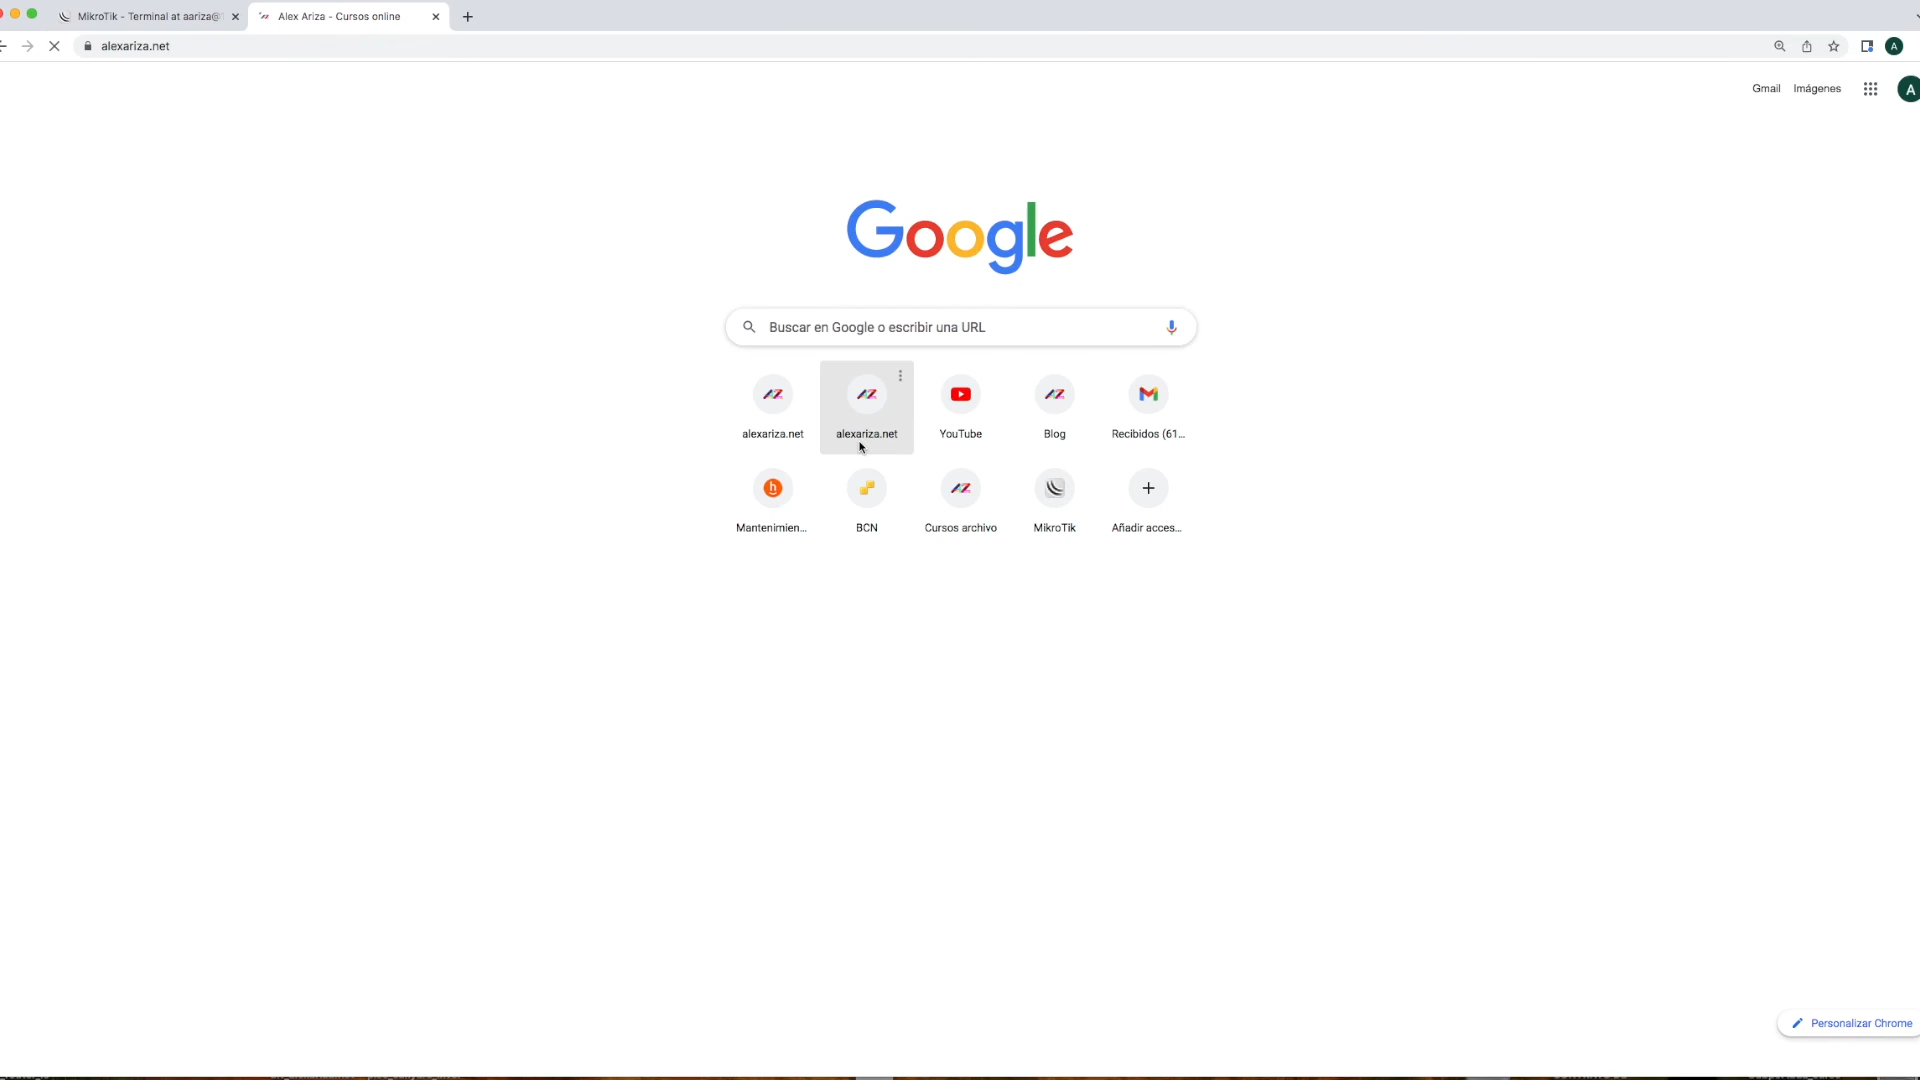 MikroTik - Terminal at aariza@
Alex Ariza - Cursos online
alexariza.net
A
Gmail
Imágenes
A
Google
Buscar en Google o escribir una URL
alexariza.net
alexariza.net
YouTube
Blog
Recibidos (61...
Mantenimien...
BCN
Cursos archivo
MikroTik
Añadir acces...
Personalizar Chrome